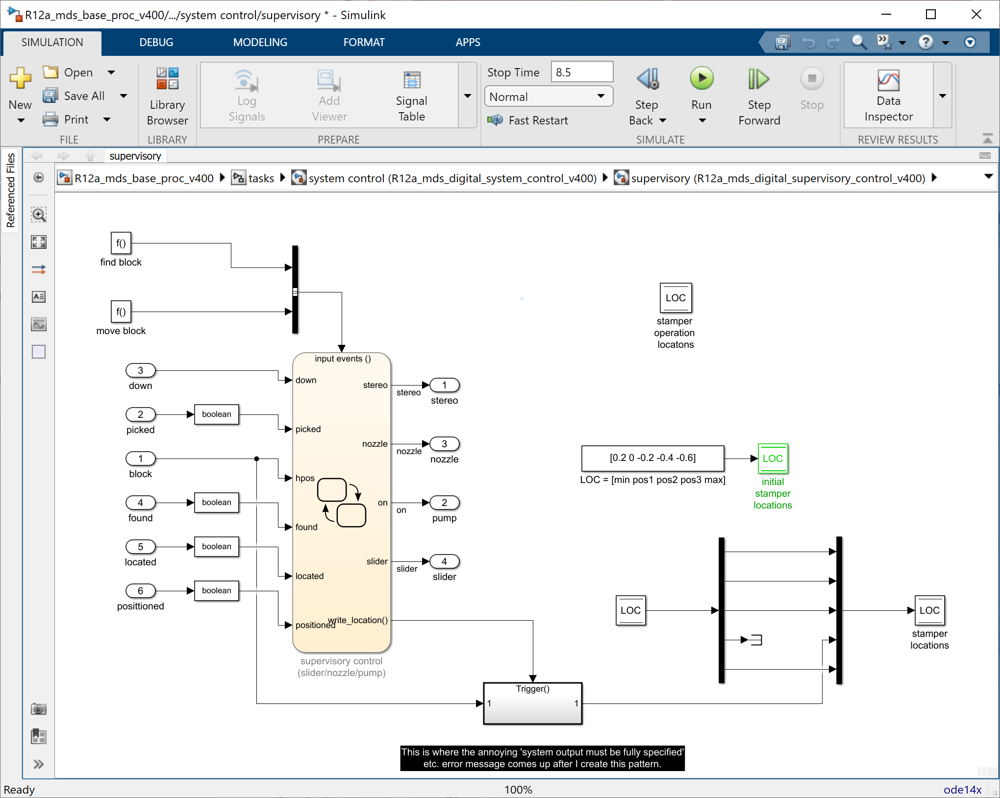 R12a_mds_base_proc_v400/.../system control/supervisory * - Simulink
SIMULATION
DEBUG
MODELING
FORMAT
APPS
New
Open
Save All
Print
FILE
Library
Browser
LIBRARY
Log
Signals
Add
Viewer
Signal
Table
PREPARE
Stop Time
8.5
Normal
Fast Restart
Step
Back
Run
Step
Forward
Stop
SIMULATE
Data
Inspector
REVIEW RESULTS
Referenced Files
supervisory
R12a_mds_base_proc_v400
tasks
system control (R12a_mds_digital_system_control_v400)
supervisory (R12a_mds_digital_supervisory_control_v400)
f()
find block
f()
move block
3
down
2
picked
boolean
1
block
4
found
boolean
5
located
boolean
6
posittioned
boolean
input events ()
down
picked
hpos
found
located
positioned
stereo
nozzle
on
slider
write_location()
supervisory control
(slider/nozzle/pump)
stereo
1
stereo
nozzle
3
nozzle
on
2
pump
slider
4
slider
LOC
stamper
operation
locatons
[0.2 0 -0.2 -0.4 -0.6]
LOC = [min pos1 pos2 pos3 max]
LOC
initial
stamper
locations
LOC
LOC
stamper
locations
Trigger()
1
1
This is where the annoying 'system output must be fully specified'
etc. error message comes up after I create this pattern.
Ready
100%
ode14x